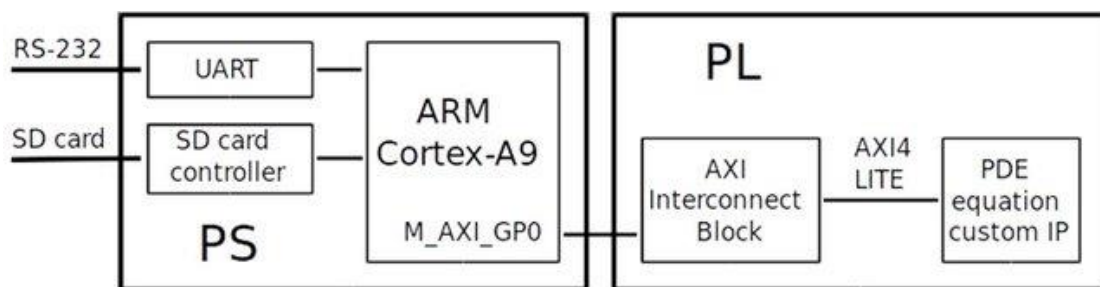 RS-232
UART
SD card
SD card
controller
PS
ARM
Cortex-A9
M_AXI_GP0
PL
AXI
Interconnect
Block
AXI4
LITE
PDE
equation
custom IP